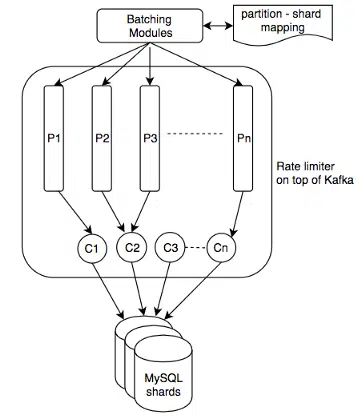 Batching
Modules
partition - shard
mapping
P1
P2
P3
Pn
Rate limiter
on top of Kafka
C1
C2
C3
Cn
MySQL
shards